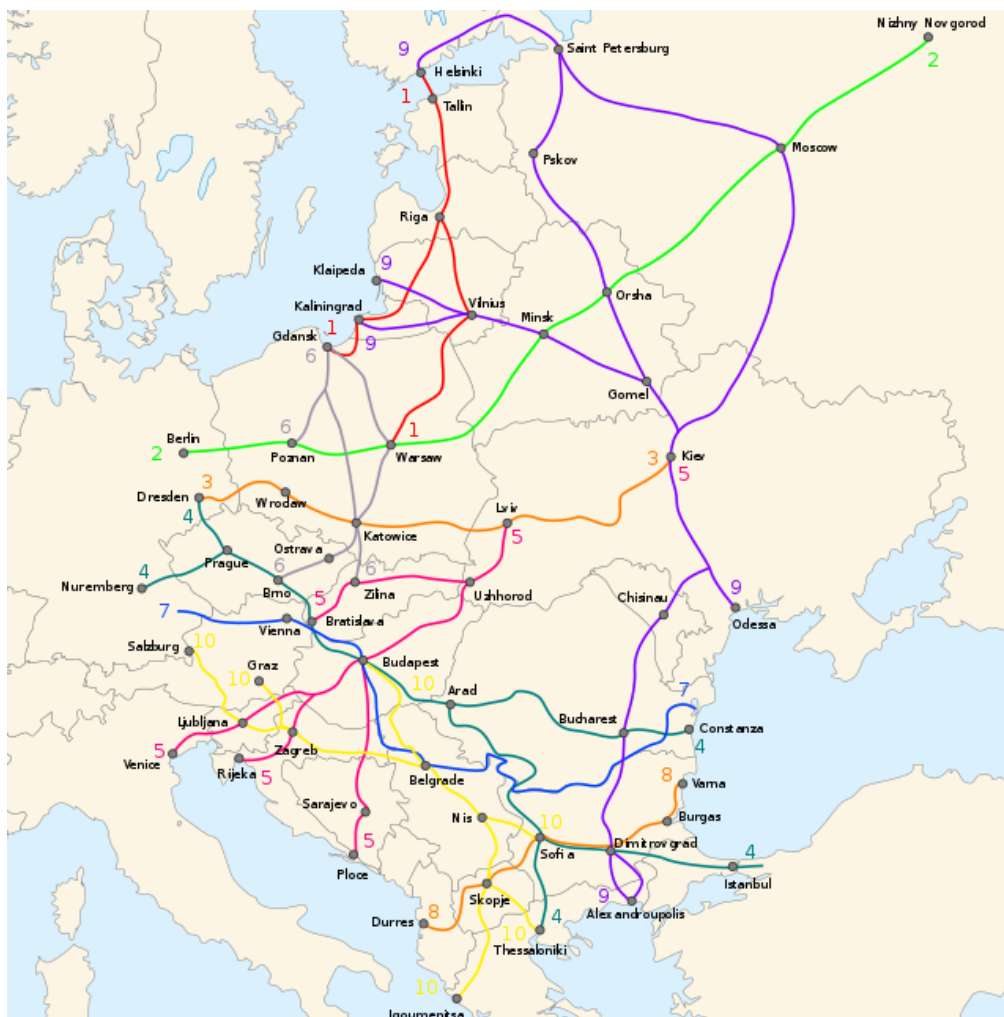 Nizhny Novgorod
2
9
Saint Petersburg
Helsinki
1
Tallin
Moscow
Pskov
Riga
Klaipeda
9
Kaliningrad
Orsha
Vilnius
Minsk
1
Gdansk
9
6
Gomel
6
1
Berlin
2
Poznan
Warsaw
3
Kiev
5
Dresden
3
Wrodaw
4
Lviv
5
Katowice
Ostrava
Prague
Nuremberg
4
6
Brno
6
Zilina
Uzhhorod
5
7
Vienna
Bratislava
Chisinau
9
Odessa
Salzburg
10
Graz
10
Budapest
10
Arad
7
Ljubljana
Bucharest
Constanza
4
Zagreb
Venice
5
Rijeka
5
Belgrade
8
Varna
Sarajevo
Nis
10
Burgas
Sofia
Dimitrovgrad
4
Ploce
5
Istanbul
Skopje
9
Alexandroupolis
Durres
8
10
4
Thessaloniki
10
Igoumenitsa